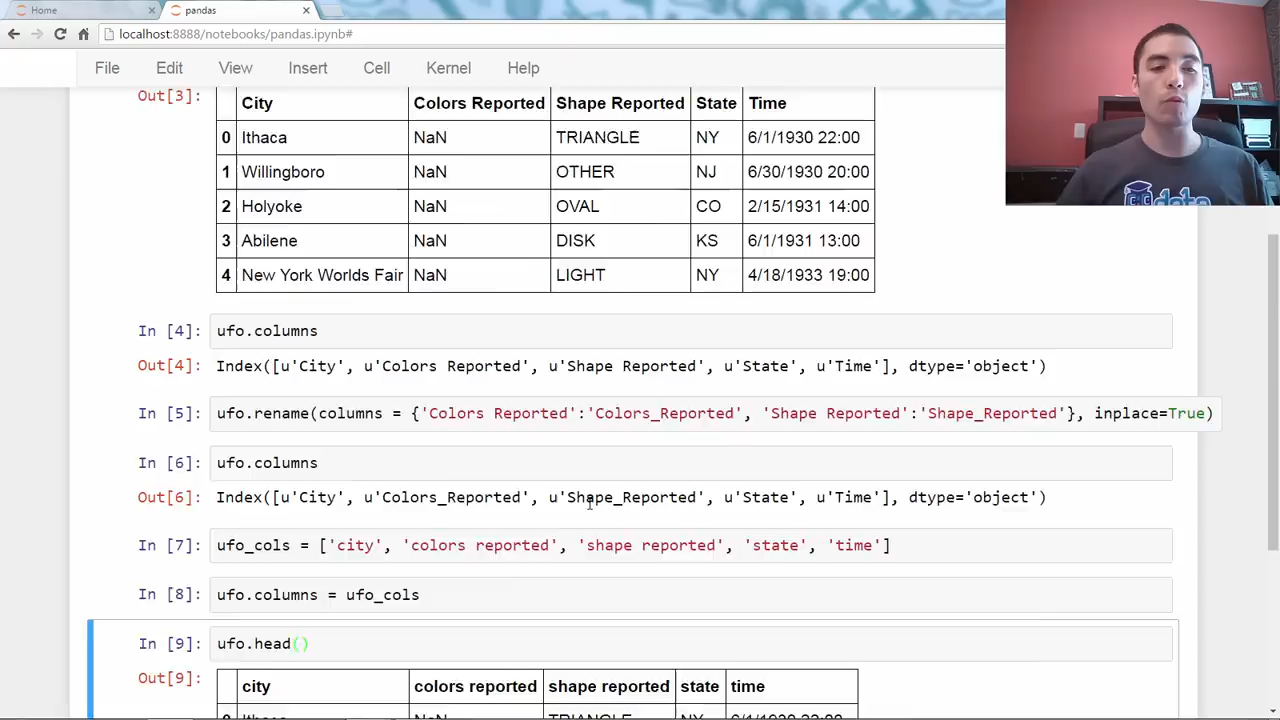 Home
pandas
localhost:8888/notebooks/pandas.ipynb#
File Edit View Insert Cell Kernel Help
Out[3]:
City Colors Reported Shape Reported State Time
0 Ithaca NaN TRIANGLE NY 6/1/1930 22:00
1 Willingboro NaN OTHER NJ 6/30/1930 20:00
2 Holyoke NaN OVAL CO 2/15/1931 14:00
3 Abilene NaN DISK KS 6/1/1931 13:00
4 New York Worlds Fair NaN LIGHT NY 4/18/1933 19:00
In [4]: ufo.columns
Out[4]: Index([u'City', u'Colors Reported', u'Shape Reported', u'State', u'Time'], dtype='object')
In [5]: ufo.rename(columns = {'Colors Reported':'Colors_Reported', 'Shape Reported':'Shape_Reported'}, inplace=True)
In [6]: ufo.columns
Out[6]: Index([u'City', u'Colors_Reported', u'Shape_Reported', u'State', u'Time'], dtype='object')
In [7]: ufo_cols = ['city', 'colors reported', 'shape reported', 'state', 'time']
In [8]: ufo.columns = ufo_cols
In [9]: ufo.head()
Out[9]:
city colors reported shape reported state time
data